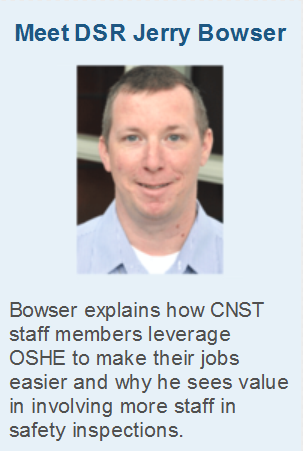 Meet DSR Jerry Bowser
Bowser explains how CNST
staff members leverage
OSHE to make their jobs
easier and why he sees value
in involving more staff in
safety inspections.